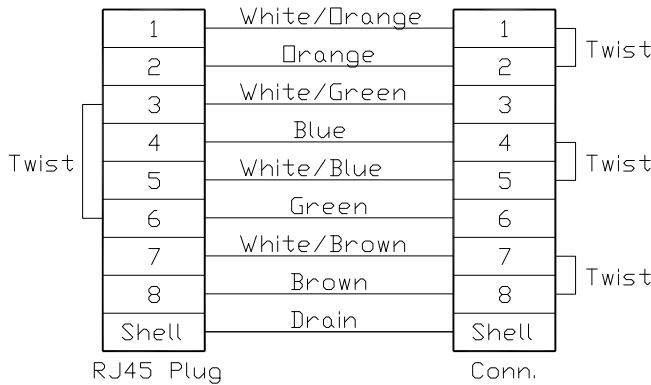 White/Orange
1 1
Twist
Orange
2 2
White/Green
3 3
Blue
4 4
Twist Twist
White/Blue
5 5
Green
6 6
White/Brown
7 7
Twist
Brown
8 8
Drain
Shell Shell
RJ45 Plug Conn.